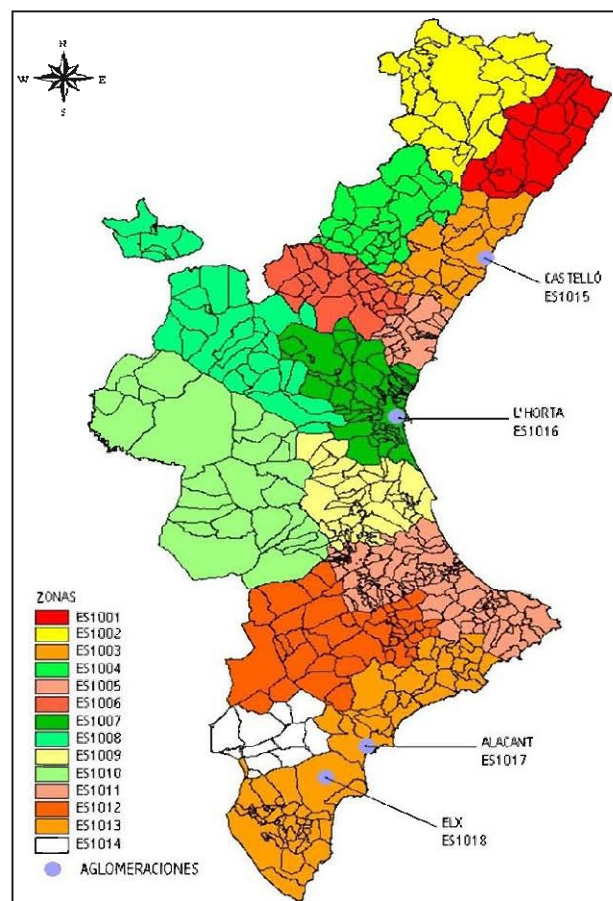 N
W E
S
CASTELLÓ
ES1015
L'HORTA
ES1016
ZONAS
ES1001
ES1002
ES1003
ES1004
ES1005
ES1006
ES1007
ES1008
ES1009
ES1010
ES1011
ES1012
ES1013
ES1014
AGLOMERACIONES
ALACANT
ES1017
ELX
ES1018